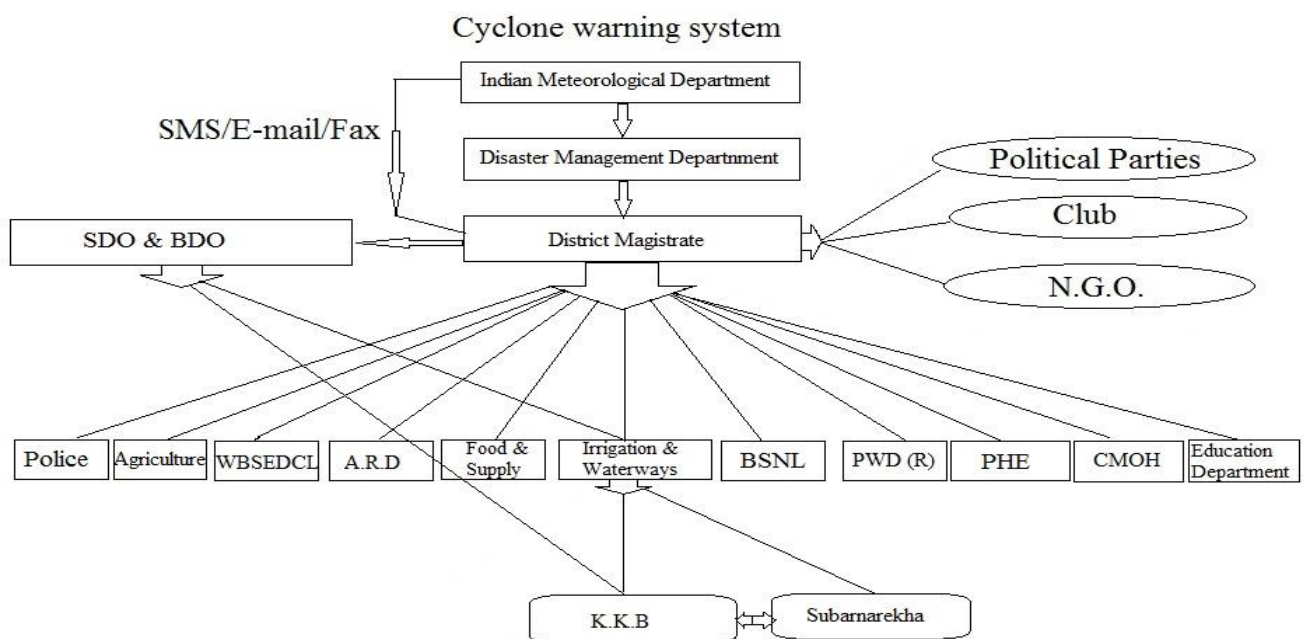 Cyclone warning system
Indian Meteorological Department
SMS/E-mail/Fax
Disaster Management Departnment
Political Parties
Club
SDO & BDO
District Magistrate
N.G.O.
Police
Agriculture
WBSEDCL
A.R.D
Food &
Supply
Irrigation &
Waterways
BSNL
PWD (R)
PHE
CMOH
Education
Department
K.K.B
Subarnarekha